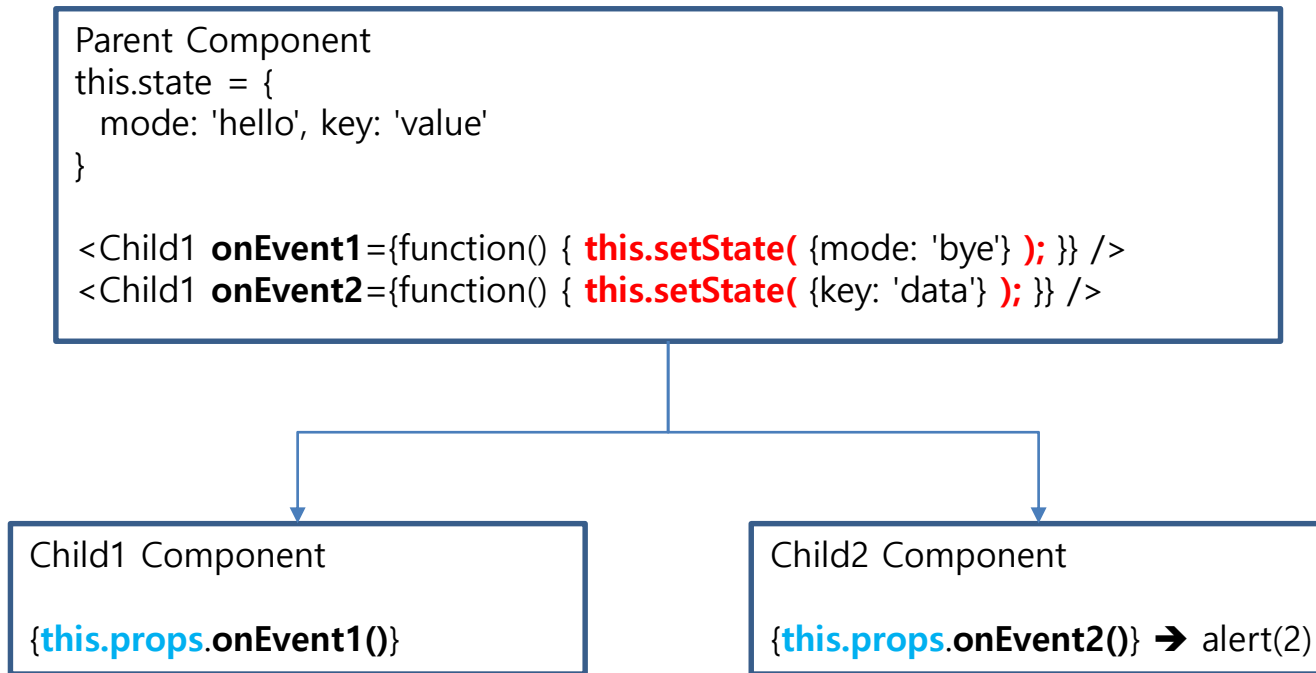 Parent Component
this.state = {
mode: 'hello', key: 'value'
}
<Child1 onEvent1={function() { this.setState( {mode: 'bye'} ); }} />
<Child1 onEvent2={function() { this.setState( {key: 'data'} ); }} />
Child1 Component
{this.props.onEvent1()}
Child2 Component
{this.props.onEvent2()} ➔ alert(2)